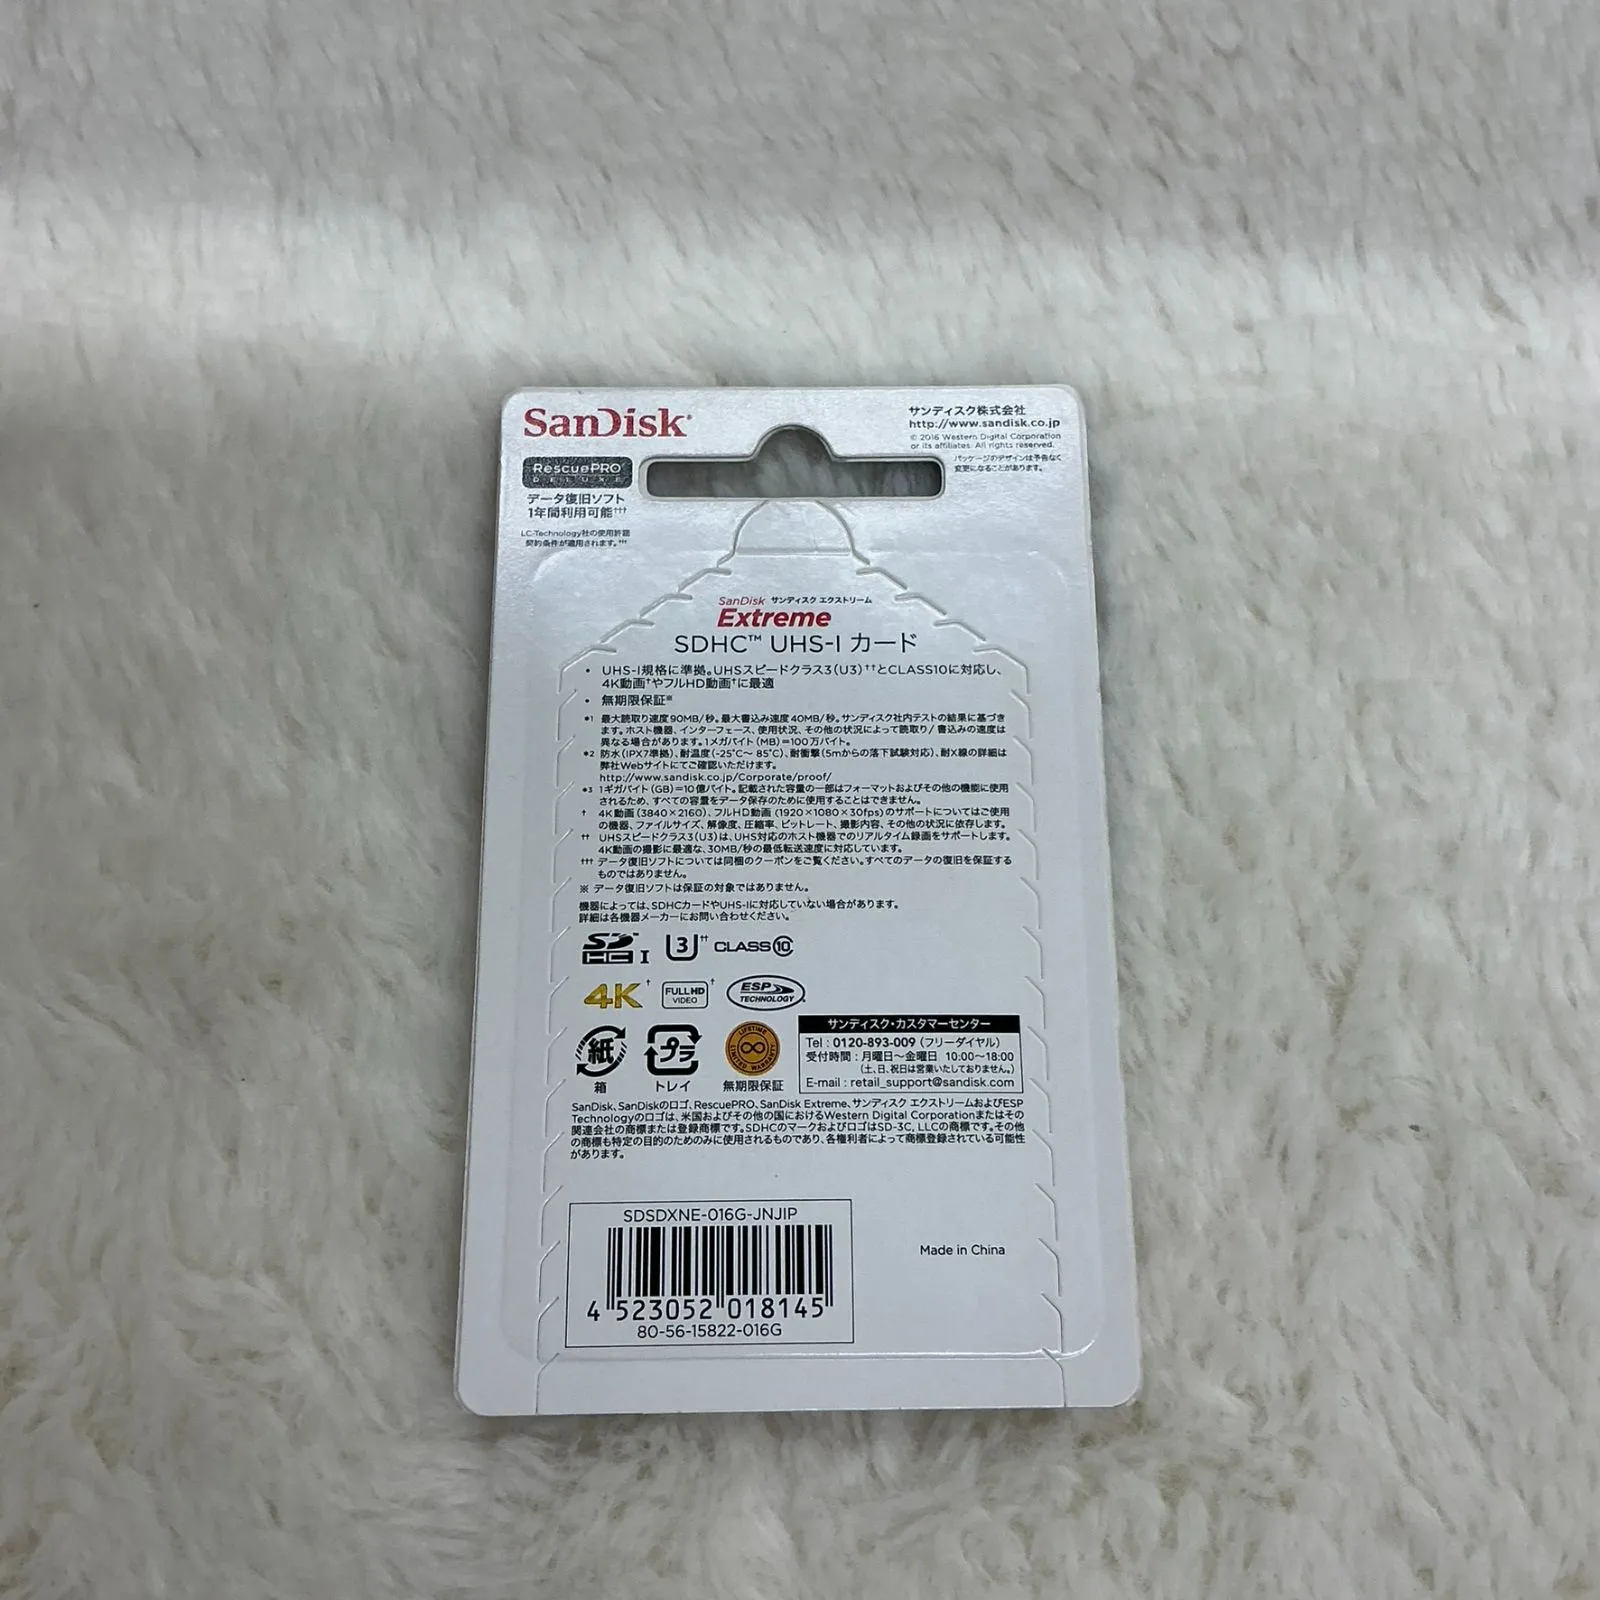 SanDisk®
サンディスク株式会社
http://www.sandisk.co.jp
© 2016 Western Digital Corporation
or its affiliates. All rights reserved.
パッケージのデザインは予告なく
変更になることがあります。
RescuePRO
DELUXE
データ復旧ソフト
1年間利用可能†††
LC-Technology社の使用許諾
契約条件が適用されます。†††
SanDisk サンディスク エクストリーム
Extreme
SDHC™ UHS-I カード
• UHS-I規格に準拠。UHSスピードクラス3(U3)††とCLASS10に対応し、
4K動画†やフルHD動画†に最適
• 無期限保証※
*1 最大読取り速度90MB/秒。最大書込み速度40MB/秒。サンディスク社内テストの結果に基づき
ます。ホスト機器、インターフェース、使用状況、その他の状況によって読取り/書込みの速度は
異なる場合があります。1メガバイト(MB)=100万バイト。
*2 防水(IPX7準拠)、耐温度(-25℃～85℃)、耐衝撃(5mからの落下試験対応)、耐X線の詳細は
弊社Webサイトにてご確認いただけます。
http://www.sandisk.co.jp/Corporate/proof/
*3 1ギガバイト(GB)=10億バイト。記載された容量の一部はフォーマットおよびその他の機能に使用
されるため、すべての容量をデータ保存のために使用することはできません。
† 4K動画(3840×2160)、フルHD動画(1920×1080×30fps)のサポートについてはご使用
の機器、ファイルサイズ、解像度、圧縮率、ビットレート、撮影内容、その他の状況に依存します。
†† UHSスピードクラス3(U3)は、UHS対応のホスト機器でのリアルタイム録画をサポートします。
4K動画の撮影に最適な、30MB/秒の最低転送速度に対応しています。
††† データ復旧ソフトについては同梱のクーポンをご覧ください。すべてのデータの復旧を保証する
ものではありません。
※ データ復旧ソフトは保証の対象ではありません。
機器によっては、SDHCカードやUHS-Iに対応していない場合があります。
詳細は各機器メーカーにお問い合わせください。
SD HC I 3†† CLASS10
4K† FULL HD VIDEO† ESP TECHNOLOGY
紙
箱
プラ
トレイ
LIFETIME LIMITED WARRANTY
無期限保証
サンディスク・カスタマーセンター
Tel : 0120-893-009 (フリーダイヤル)
受付時間 : 月曜日～金曜日 10:00～18:00
(土、日、祝日は営業いたしておりません。)
E-mail : retail_support@sandisk.com
SanDisk、SanDiskのロゴ、RescuePRO、SanDisk Extreme、サンディスク エクストリームおよびESP
Technologyのロゴは、米国およびその他の国におけるWestern Digital Corporationまたはその
関連会社の商標または登録商標です。SDHCのマークおよびロゴはSD-3C, LLCの商標です。その他
の商標も特定の目的のためのみに使用されるものであり、各権利者によって商標登録されている可能性
があります。
SDSDXNE-016G-JNJIP
4 523052 018145
80-56-15822-016G
Made in China